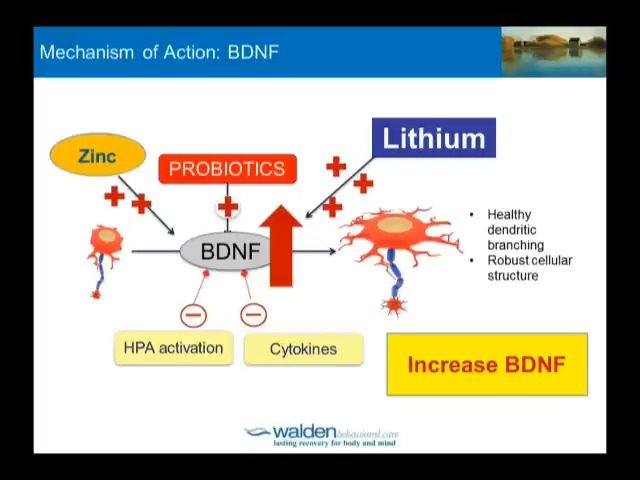 Mechanism of Action: BDNF
Zinc
PROBIOTICS
Lithium
BDNF
• Healthy
dendritic
branching
• Robust cellular
structure
HPA activation
Cytokines
Increase BDNF
walden behavioral care
lasting recovery for body and mind